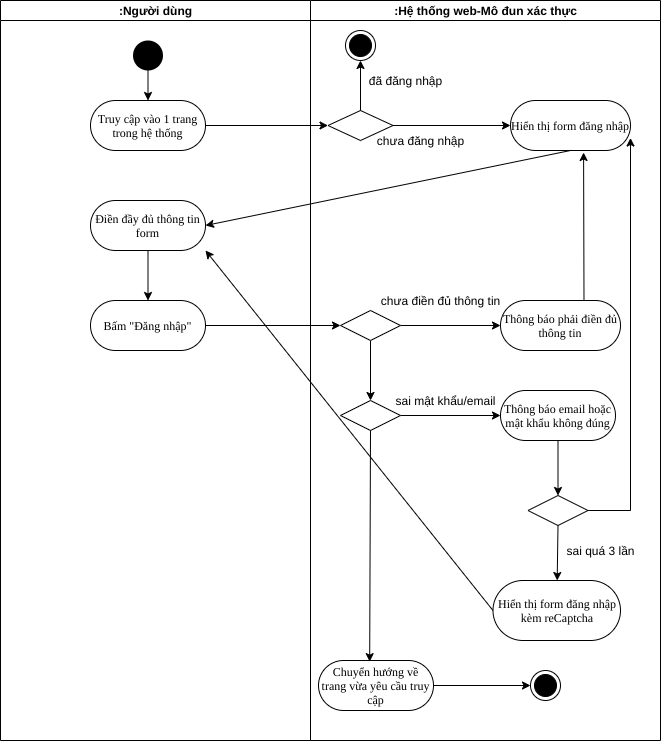 :Người dùng
:Hệ thống web-Mô đun xác thực
đã đăng nhập
Truy cập vào 1 trang
trong hệ thống
chưa đăng nhập
Hiển thị form đăng nhập
Điền đầy đủ thông tin
form
chưa điền đủ thông tin
Bấm "Đăng nhập"
Thông báo phải điền đủ
thông tin
sai mật khẩu/email
Thông báo email hoặc
mật khẩu không đúng
sai quá 3 lần
Hiển thị form đăng nhập
kèm reCaptcha
Chuyển hướng về
trang vừa yêu cầu truy
cập